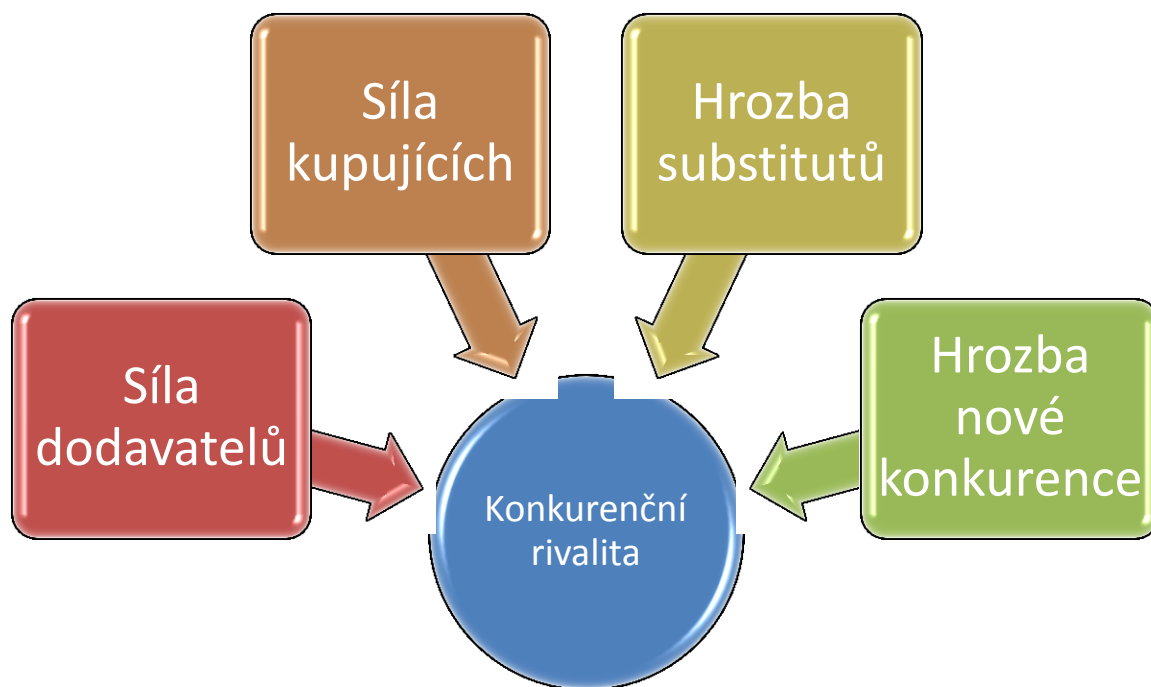 Síla
kupujících
Hrozba
substitutů
Síla
dodavatelů
Hrozba
nové
konkurence
Konkurenční
rivalita